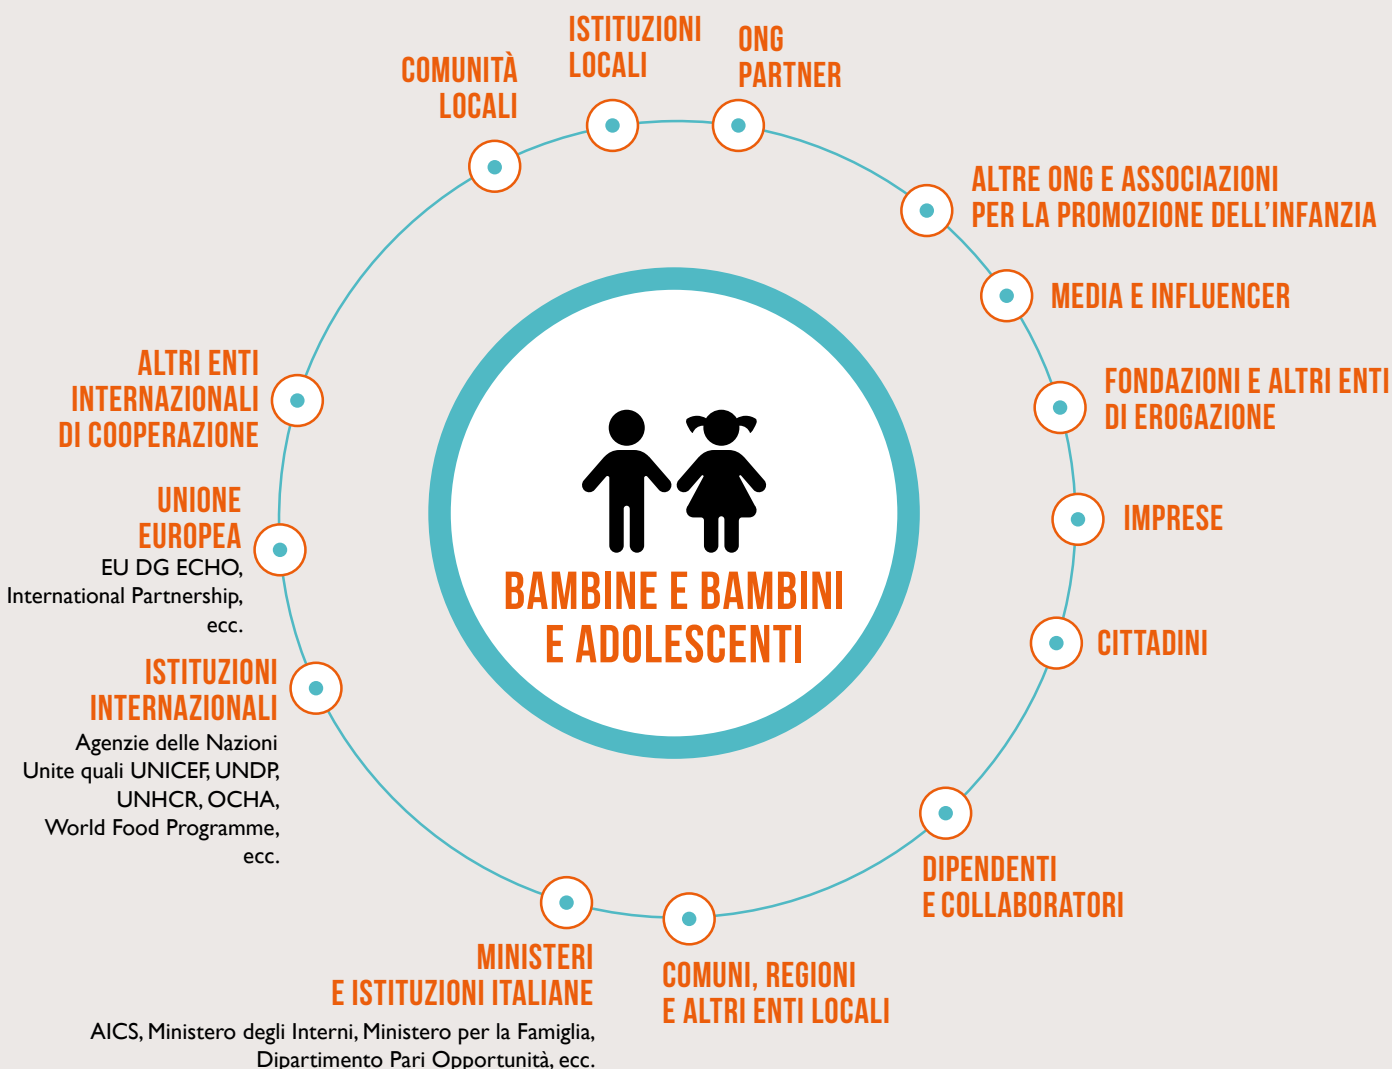 ISTITUZIONI
LOCALI
ONG
PARTNER
COMUNITÀ
LOCALI
ALTRE ONG E ASSOCIAZIONI
PER LA PROMOZIONE DELL'INFANZIA
MEDIA E INFLUENCER
FONDAZIONI E ALTRI ENTI
DI EROGAZIONE
IMPRESE
CITTADINI
DIPENDENTI
E COLLABORATORI
COMUNI, REGIONI
E ALTRI ENTI LOCALI
MINISTERI
E ISTITUZIONI ITALIANE
AICS, Ministero degli Interni, Ministero per la Famiglia,
Dipartimento Pari Opportunità, ecc.
ISTITUZIONI
INTERNAZIONALI
Agenzie delle Nazioni
Unite quali UNICEF, UNDP,
UNHCR, OCHA,
World Food Programme,
ecc.
UNIONE
EUROPEA
EU DG ECHO,
International Partnership,
ecc.
ALTRI ENTI
INTERNAZIONALI
DI COOPERAZIONE
BAMBINE E BAMBINI
E ADOLESCENTI